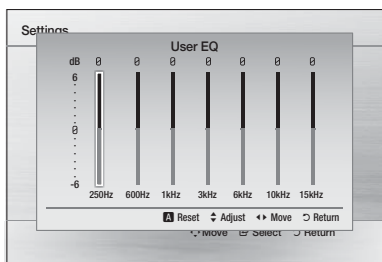 Settings
User EQ
dB 0 0 0 0 0 0 0
6
0
-6
250Hz 600Hz 1kHz 3kHz 6kHz 10kHz 15kHz
A Reset Adjust Move Return
Move Select Return